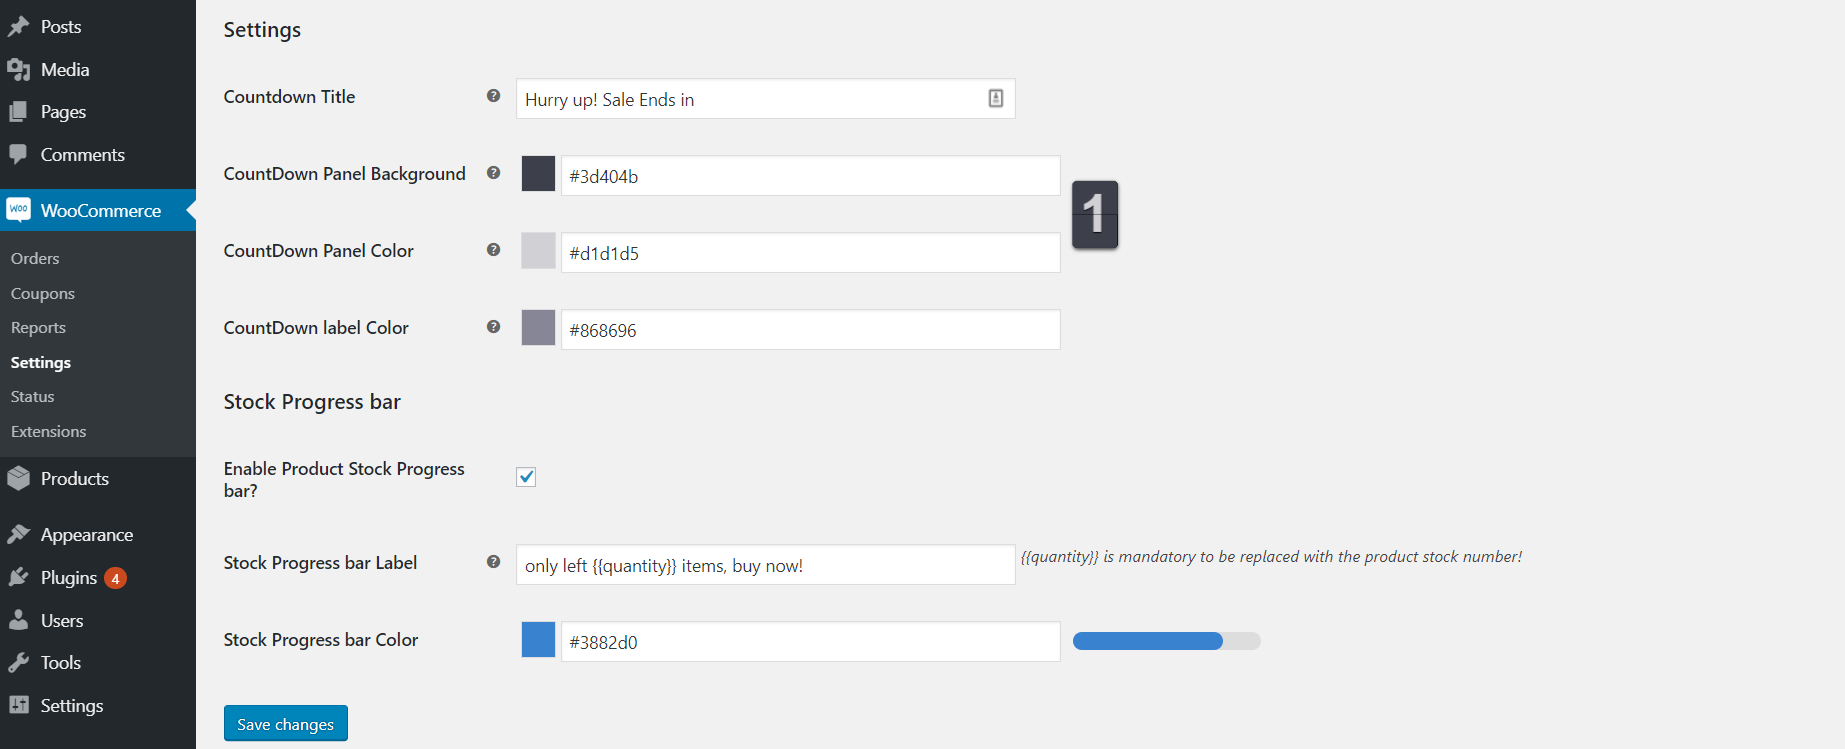 Posts
Media
Pages
Comments
Woo WooCommerce
Orders
Coupons
Reports
Settings
Status
Extensions
Products
Appearance
Plugins 4
Users
Tools
Settings
Settings
Countdown Title ? Hurry up! Sale Ends in
CountDown Panel Background ? #3d404b
1
CountDown Panel Color ? #d1d1d5
CountDown label Color ? #868696
Stock Progress bar
Enable Product Stock Progress
bar?
Stock Progress bar Label ? only left {{quantity}} items, buy now! {{quantity}} is mandatory to be replaced with the product stock number!
Stock Progress bar Color #3882d0
Save changes